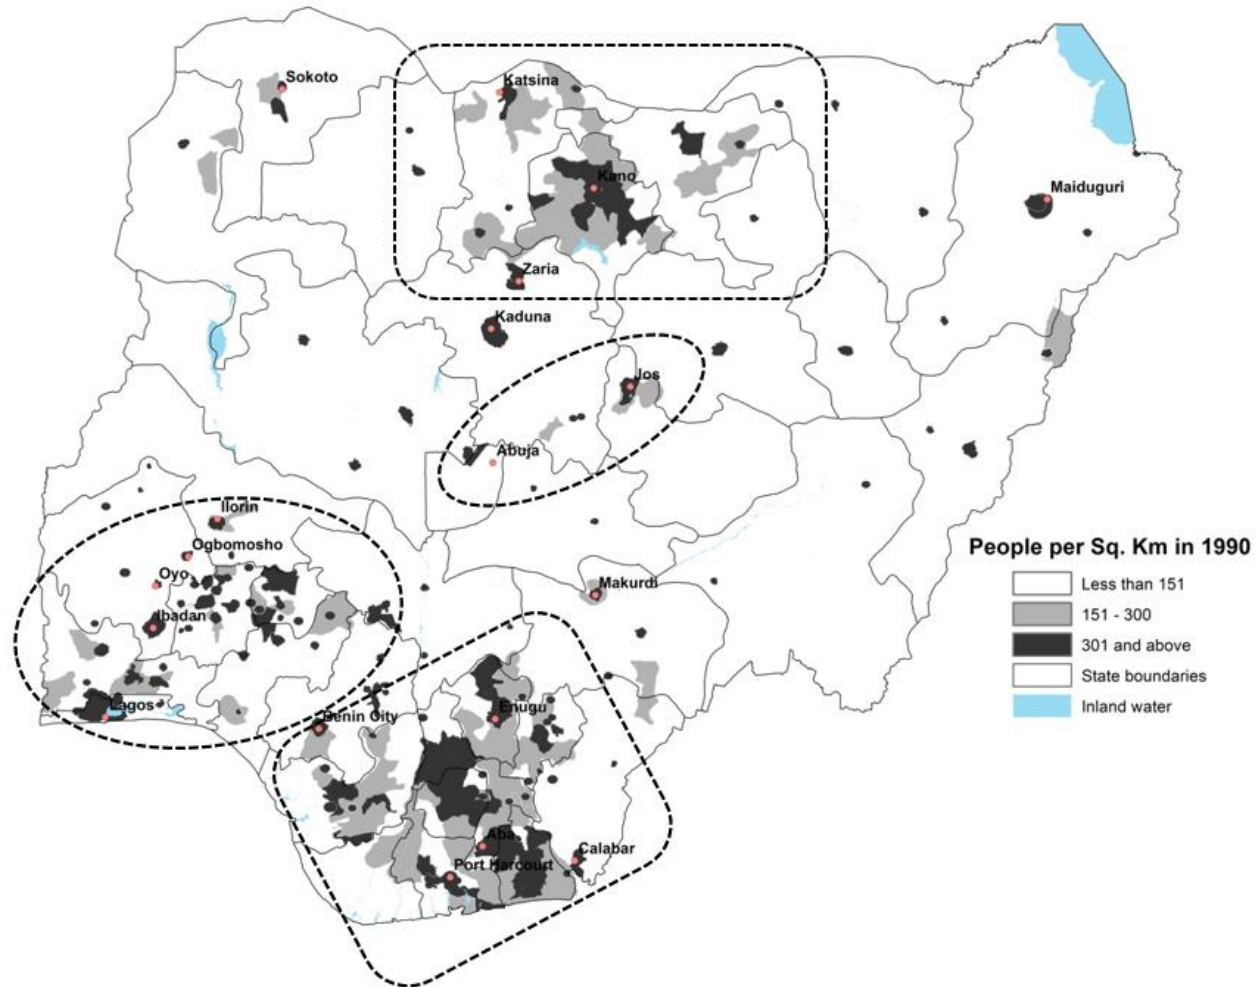 Sokoto
Katsina
Kano
Maiduguri
Zaria
Kaduna
Jos
Abuja
Ilorin
Ogbomosho
Oyo
Ibadan
Lagos
Makurdi
Benin City
Enugu
Aba
Calabar
Port Harcourt
People per Sq. Km in 1990
Less than 151
151 - 300
301 and above
State boundaries
Inland water